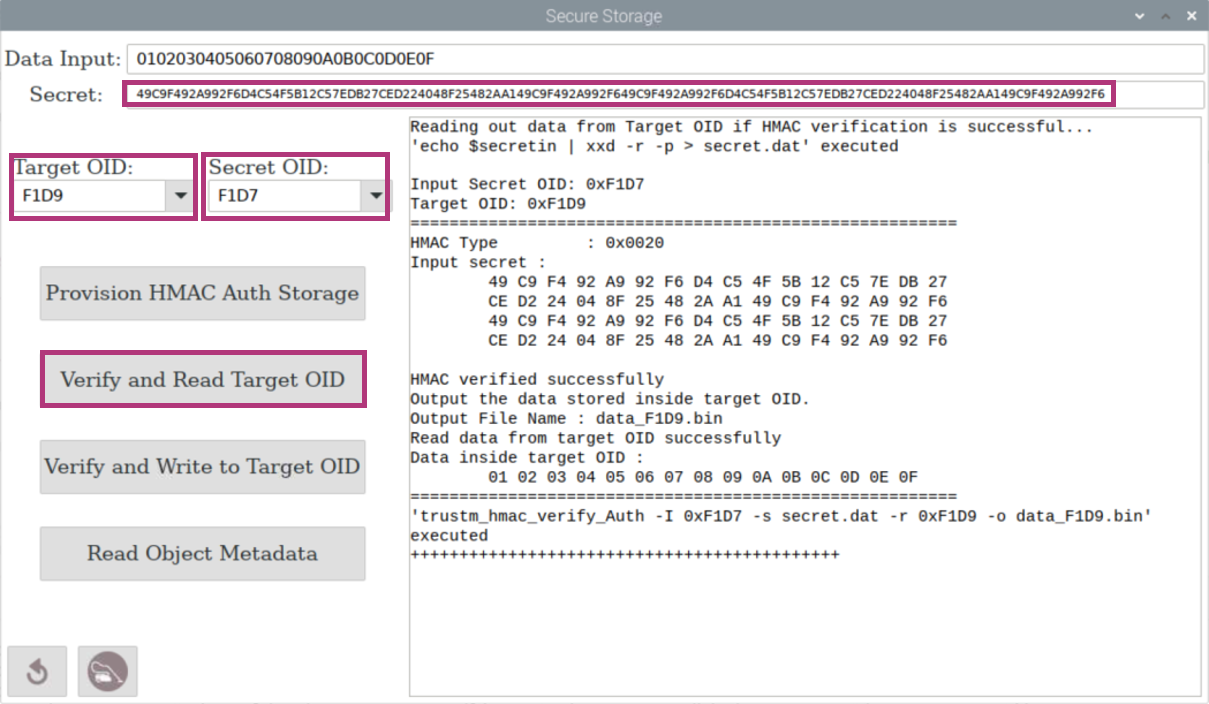 Secure Storage
Data Input: 0102030405060708090A0B0C0D0E0F
Secret: 49C9F492A992F6D4C54F5B12C57EDB27CED224048F25482AA149C9F492A992F649C9F492A992F6D4C54F5B12C57EDB27CED224048F25482AA149C9F492A992F6
Target OID:
F1D9
Secret OID:
F1D7
Provision HMAC Auth Storage
Verify and Read Target OID
Verify and Write to Target OID
Read Object Metadata
Reading out data from Target OID if HMAC verification is successful...
'echo $secretin | xxd -r -p > secret.dat' executed
Input Secret OID: 0xF1D7
Target OID: 0xF1D9
========================================================
HMAC Type         : 0x0020
Input secret :
49 C9 F4 92 A9 92 F6 D4 C5 4F 5B 12 C5 7E DB 27
CE D2 24 04 8F 25 48 2A A1 49 C9 F4 92 A9 92 F6
49 C9 F4 92 A9 92 F6 D4 C5 4F 5B 12 C5 7E DB 27
CE D2 24 04 8F 25 48 2A A1 49 C9 F4 92 A9 92 F6
HMAC verified successfully
Output the data stored inside target OID.
Output File Name : data_F1D9.bin
Read data from target OID successfully
Data inside target OID :
01 02 03 04 05 06 07 08 09 0A 0B 0C 0D 0E 0F
========================================================
'trustm_hmac_verify_Auth -I 0xF1D7 -s secret.dat -r 0xF1D9 -o data_F1D9.bin'
executed
++++++++++++++++++++++++++++++++++++++++++++